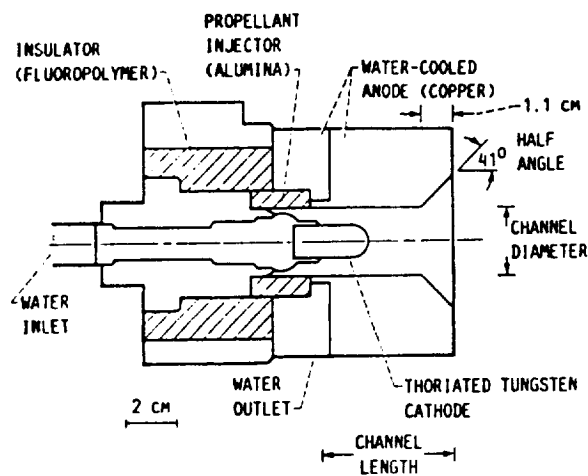 PROPELLANT
INJECTOR
(ALUMINA)
INSULATOR
(FLUOROPOLYMER)
WATER-COOLED
ANODE (COPPER)
1.1 CM
HALF
ANGLE
41°
CHANNEL
DIAMETER
WATER
INLET
2 CM
WATER
OUTLET
THORIATED TUNGSTEN
CATHODE
CHANNEL
LENGTH